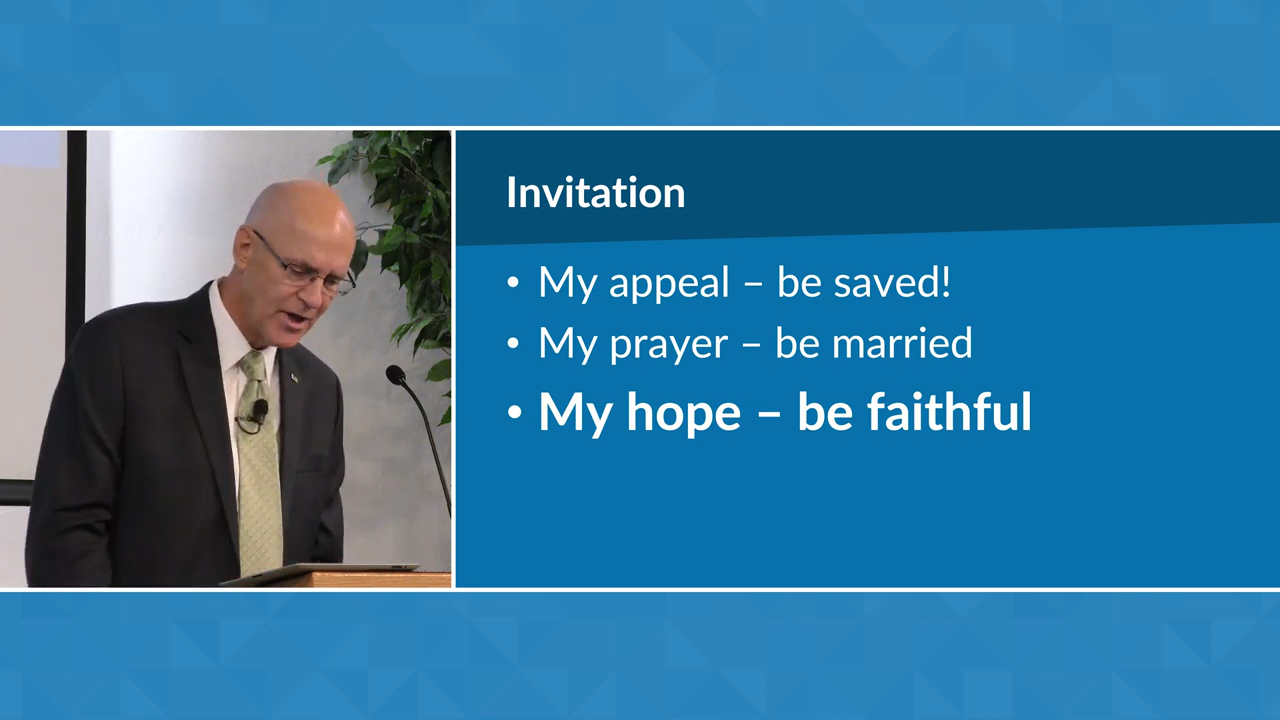 Invitation
• My appeal – be saved!
• My prayer – be married
• My hope – be faithful